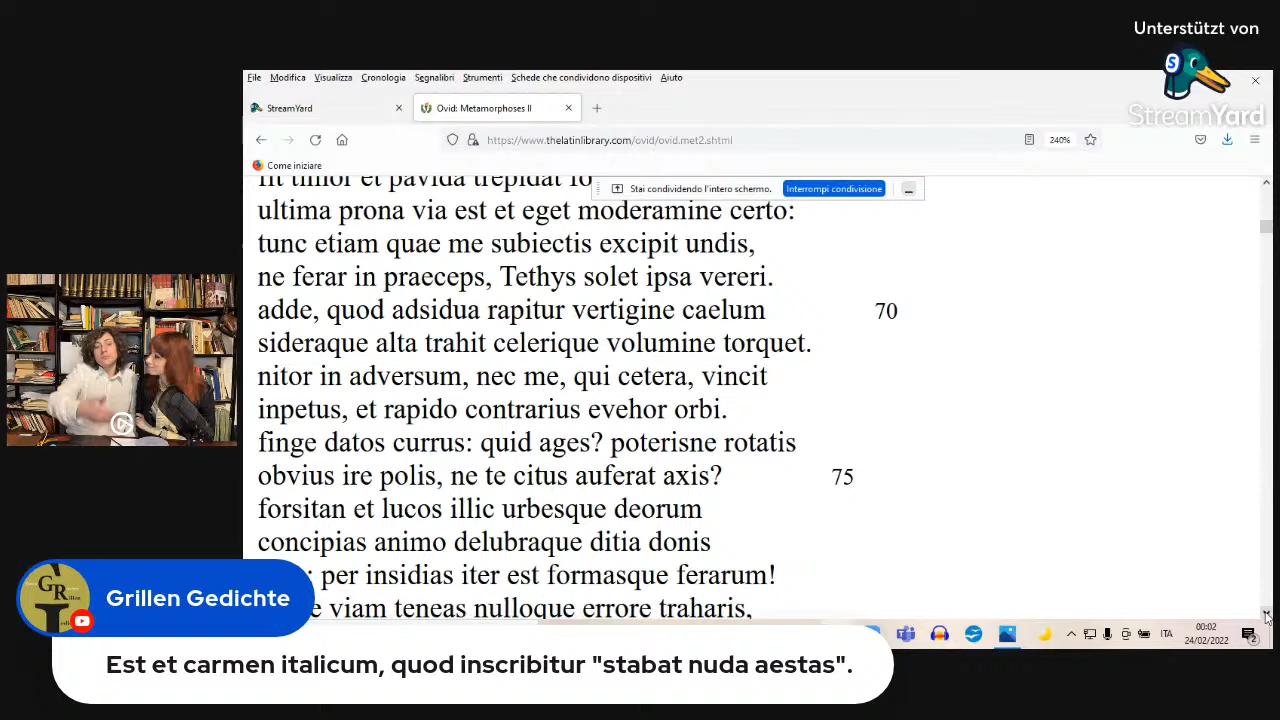 Unterstützt von
StreamYard
File Modifica Visualizza Cronologia Segnalibri Strumenti Schede che condividono dispositivi Aiuto
StreamYard
Ovid: Metamorphoses II
https://www.thelatinlibrary.com/ovid/ovid.met2.shtml
240%
Come iniziare
Stai condividendo l'intero schermo. Interrompi condivisione
fit timor et pavida trepidat
ultima prona via est et eget moderamine certo:
tunc etiam quae me subiectis excipit undis,
ne ferar in praeceps, Tethys solet ipsa vereri.
adde, quod adsidua rapitur vertigine caelum 70
sideraque alta trahit celerique volumine torquet.
nitor in adversum, nec me, qui cetera, vincit
inpetus, et rapido contrarius evehor orbi.
finge datos currus: quid ages? poterisne rotatis
obvius ire polis, ne te citus auferat axis? 75
forsitan et lucos illic urbesque deorum
concipias animo delubraque ditia donis
: per insidias iter est formasque ferarum!
viam teneas nulloque errore traharis,
GR
Grillen Gedichte
Est et carmen italicum, quod inscribitur "stabat nuda aestas".
ITA
00:02
24/02/2022
2